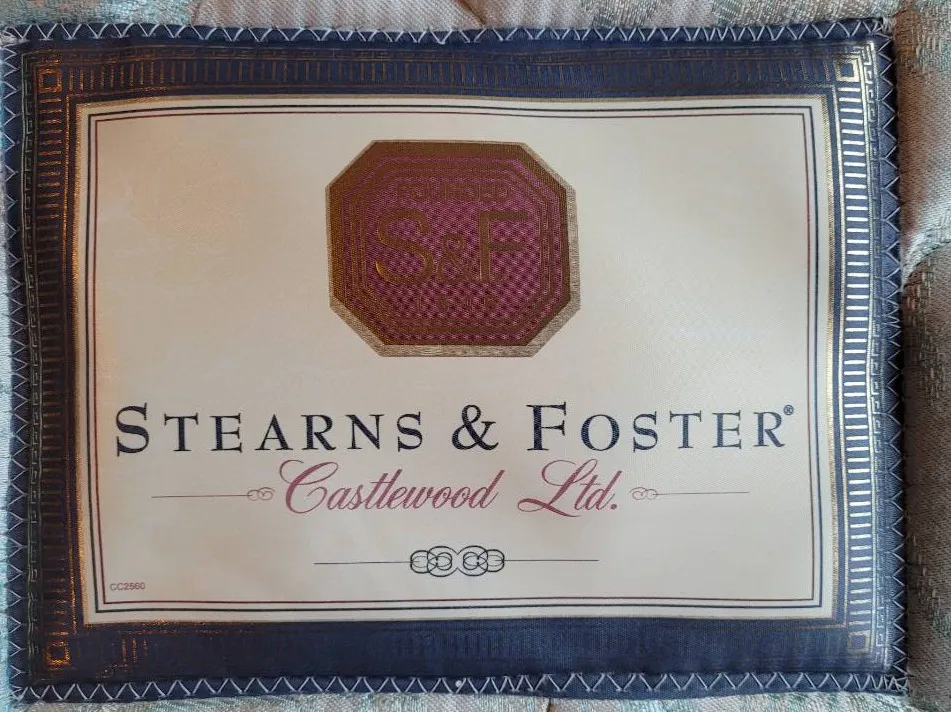 S&F
STEARNS & FOSTER®
Castlewood Ltd.
CC2560